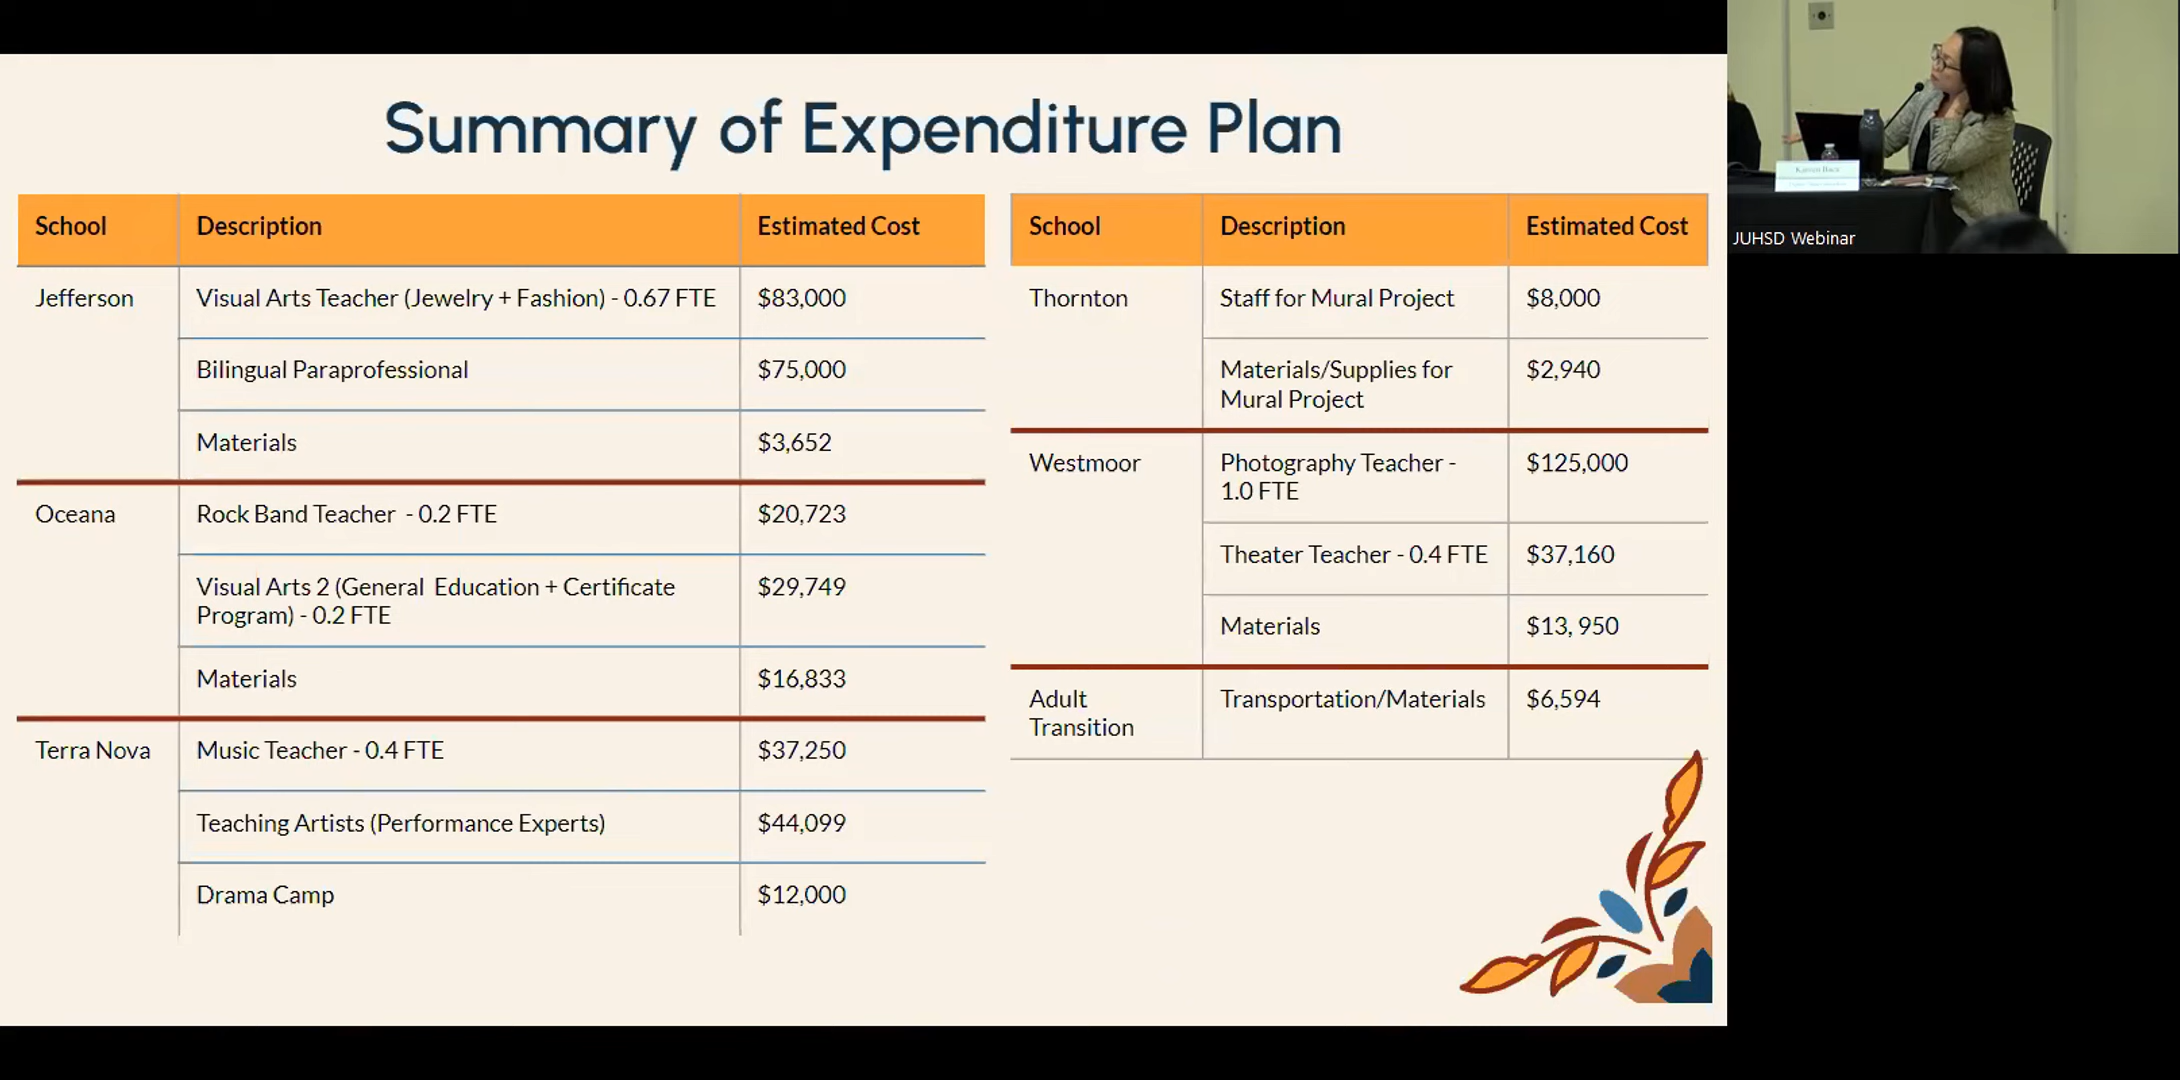 Summary of Expenditure Plan
School Description Estimated Cost
Jefferson Visual Arts Teacher (Jewelry + Fashion) - 0.67 FTE $83,000
Bilingual Paraprofessional $75,000
Materials $3,652
Oceana Rock Band Teacher - 0.2 FTE $20,723
Visual Arts 2 (General Education + Certificate $29,749
Program) - 0.2 FTE
Materials $16,833
Terra Nova Music Teacher - 0.4 FTE $37,250
Teaching Artists (Performance Experts) $44,099
Drama Camp $12,000
School Description Estimated Cost
Thornton Staff for Mural Project $8,000
Materials/Supplies for $2,940
Mural Project
Westmoor Photography Teacher - $125,000
1.0 FTE
Theater Teacher - 0.4 FTE $37,160
Materials $13, 950
Adult Transportation/Materials $6,594
Transition
JUHSD Webinar